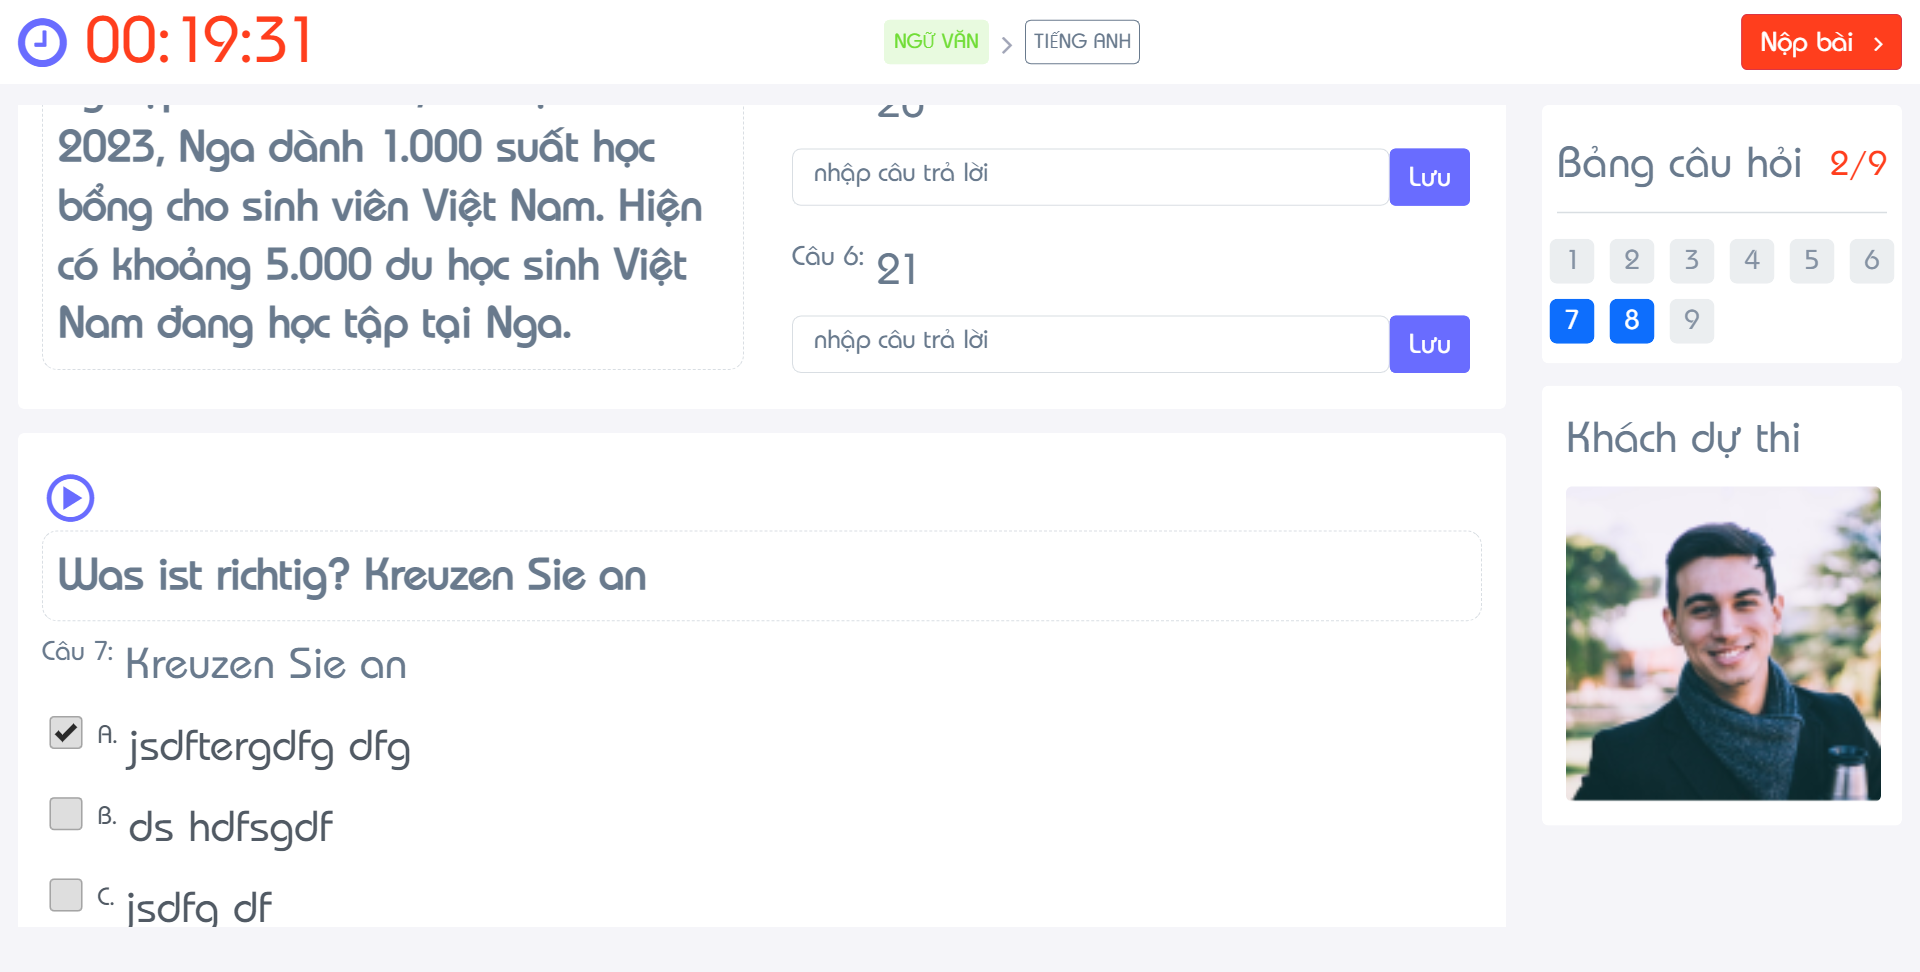 00:19:31
NGỮ VĂN
TIẾNG ANH
Nộp bài
2023, Nga dành 1.000 suất học
bổng cho sinh viên Việt Nam. Hiện
có khoảng 5.000 du học sinh Việt
Nam đang học tập tại Nga.
20
nhập câu trả lời
Lưu
Câu 6: 21
nhập câu trả lời
Lưu
Was ist richtig? Kreuzen Sie an
Câu 7: Kreuzen Sie an
A. jsdftergdfg dfg
B. ds hdfsgdf
C. jsdfg df
Bảng câu hỏi 2/9
1 2 3 4 5 6
7 8 9
Khách dự thi